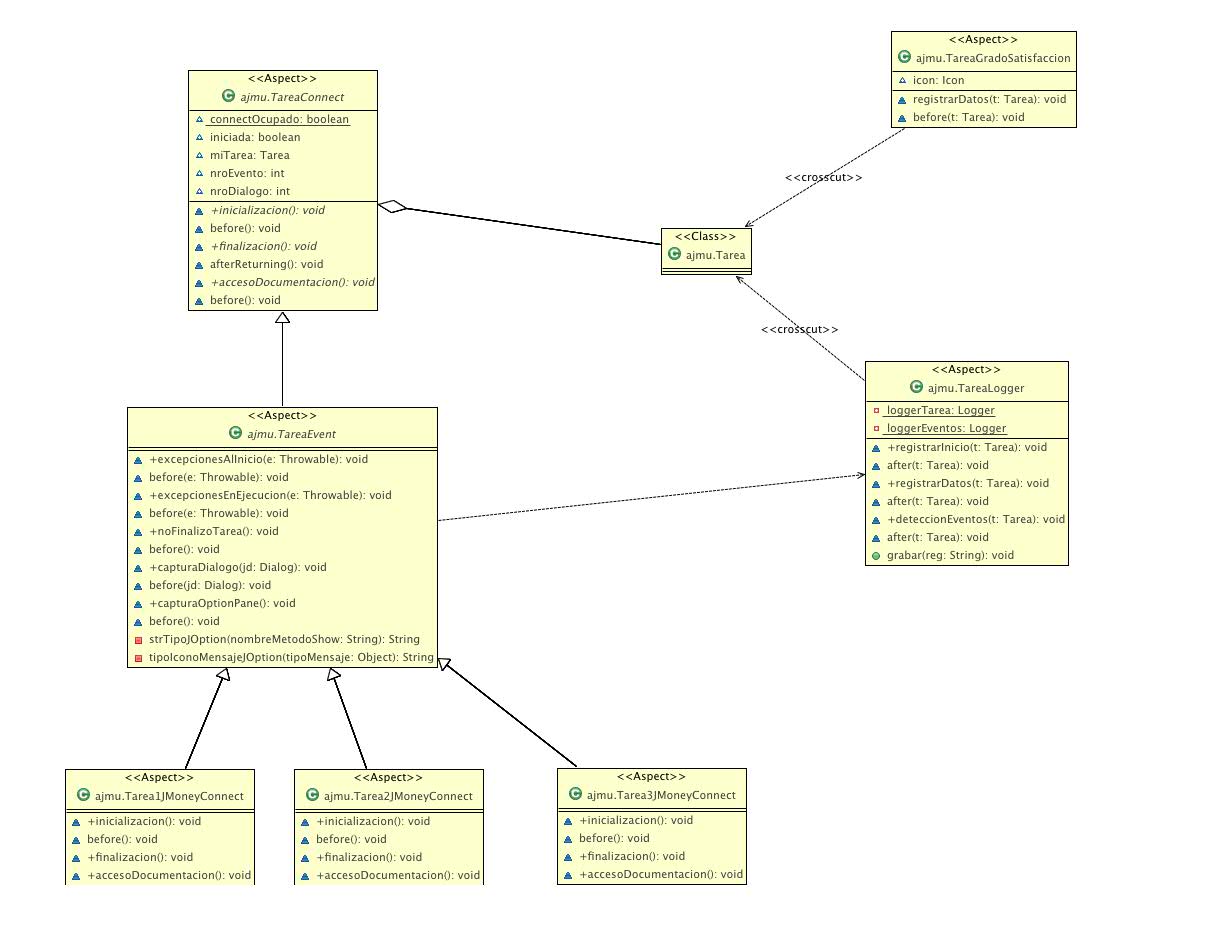 <<Aspect>>
ajmu.TareaGradoSatisfaccion
icon: Icon
registrarDatos(t: Tarea): void
before(t: Tarea): void
<<Aspect>>
ajmu.TareaConnect
connectOcupado: boolean
iniciada: boolean
miTarea: Tarea
nroEvento: int
nroDialogo: int
+inicializacion(): void
before(): void
+finalizacion(): void
afterReturning(): void
+accesoDocumentacion(): void
before(): void
<<crosscut>>
<<Class>>
ajmu.Tarea
<<crosscut>>
<<Aspect>>
ajmu.TareaLogger
loggerTarea: Logger
loggerEventos: Logger
+registrarInicio(t: Tarea): void
after(t: Tarea): void
+registrarDatos(t: Tarea): void
after(t: Tarea): void
+deteccionEventos(t: Tarea): void
after(t: Tarea): void
grabar(reg: String): void
<<Aspect>>
ajmu.TareaEvent
+excepcionesAlInicio(e: Throwable): void
before(e: Throwable): void
+excepcionesEnEjecucion(e: Throwable): void
before(e: Throwable): void
+noFinalizoTarea(): void
before(): void
+capturaDialogo(jd: Dialog): void
before(jd: Dialog): void
+capturaOptionPane(): void
before(): void
strTipoJOption(nombreMetodoShow: String): String
tipoIconoMensajeJOption(tipoMensaje: Object): String
<<Aspect>>
ajmu.Tarea1JMoneyConnect
+inicializacion(): void
before(): void
+finalizacion(): void
+accesoDocumentacion(): void
<<Aspect>>
ajmu.Tarea2JMoneyConnect
+inicializacion(): void
before(): void
+finalizacion(): void
+accesoDocumentacion(): void
<<Aspect>>
ajmu.Tarea3JMoneyConnect
+inicializacion(): void
before(): void
+finalizacion(): void
+accesoDocumentacion(): void